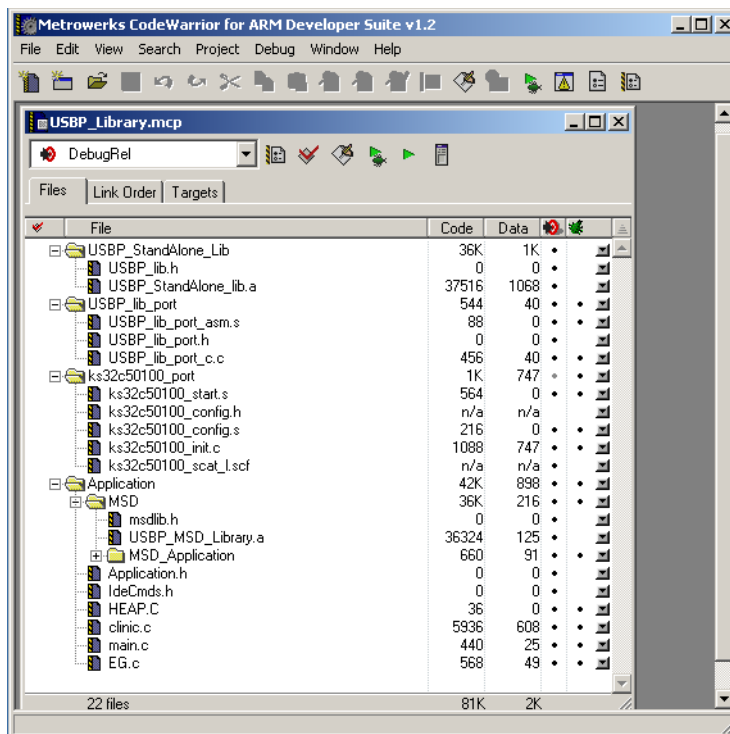 Metrowerks CodeWarrior for ARM Developer Suite v1.2
File Edit View Search Project Debug Window Help
USBP_Library.mcp
DebugRel
Files Link Order Targets
File Code Data
USBP_StandAlone_Lib 36K 1K
USBP_lib.h 0 0
USBP_StandAlone_lib.a 37516 1068
USBP_lib_port 544 40
USBP_lib_port_asm.s 88 0
USBP_lib_port.h 0 0
USBP_lib_port_c.c 456 40
ks32c50100_port 1K 747
ks32c50100_start.s 564 0
ks32c50100_config.h n/a n/a
ks32c50100_config.s 216 0
ks32c50100_init.c 1088 747
ks32c50100_scat_l.scf n/a n/a
Application 42K 898
MSD 36K 216
msdlib.h 0 0
USBP_MSD_Library.a 36324 125
MSD_Application 660 91
Application.h 0 0
IdeCmds.h 0 0
HEAP.C 36 0
clinic.c 5936 608
main.c 440 25
EG.c 568 49
22 files 81K 2K